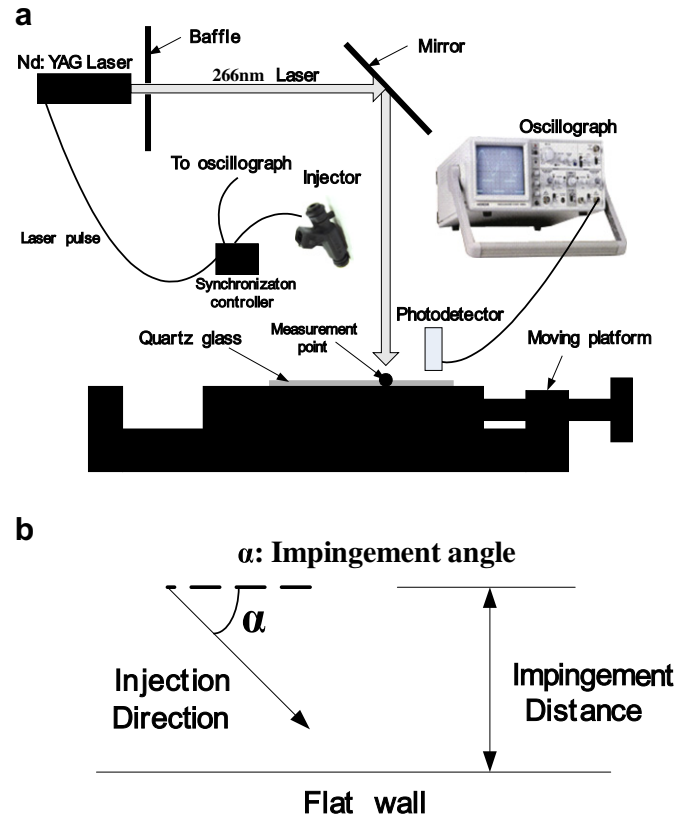 a
Baffle
Mirror
Nd: YAG Laser
266nm Laser
Oscillograph
To oscillograph
Injector
Laser pulse
Synchronizaton
controller
Photodetector
Measurement
point
Quartz glass
Moving platform
b
α: Impingement angle
α
Injection
Direction
Impingement
Distance
Flat wall